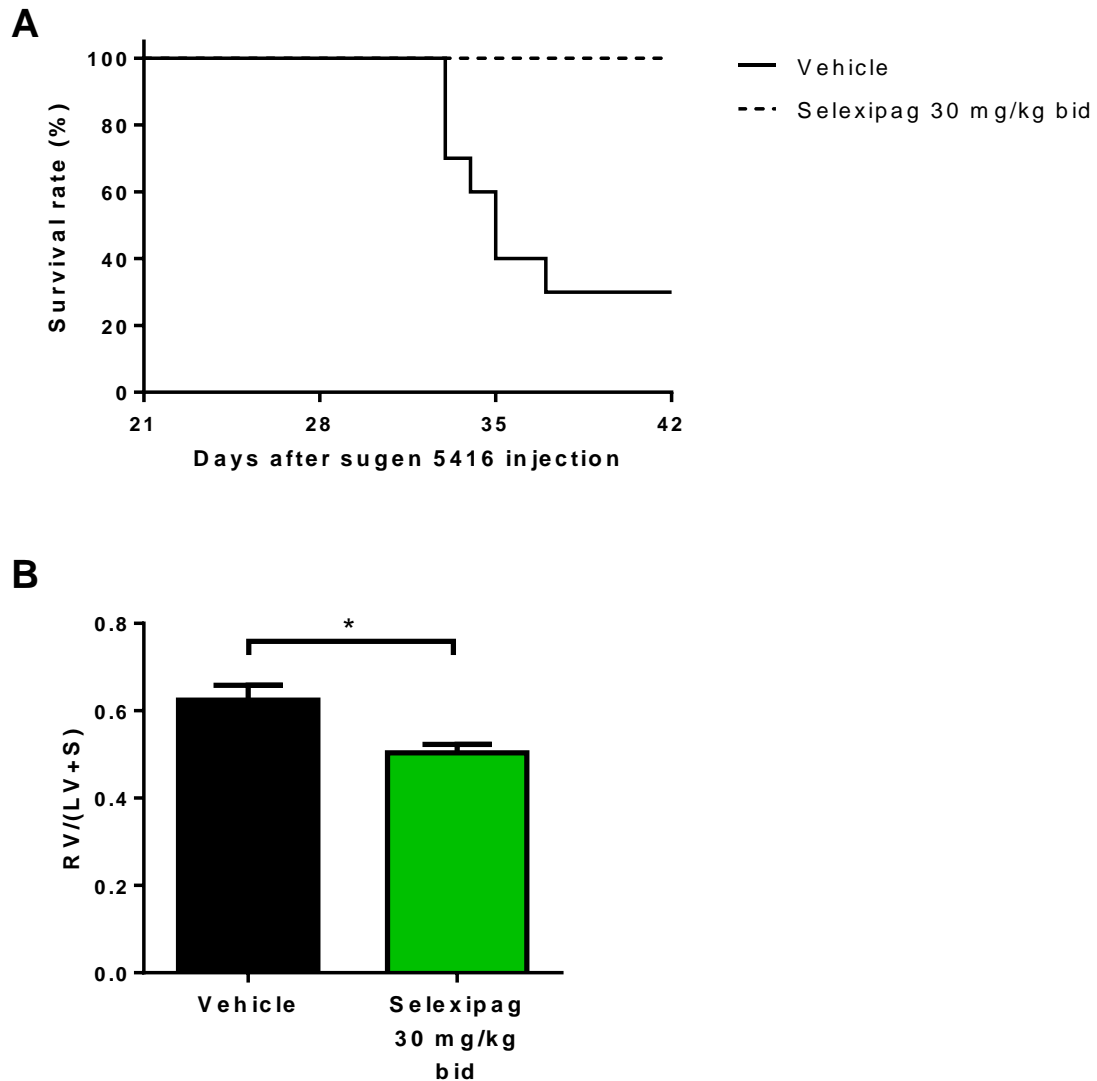 A
100
80
60
40
20
0
Survival rate (%)
21 28 35 42
Days after sugen 5416 injection
Vehicle
Selexipag 30 mg/kg bid
B
0.8
0.6
0.4
0.2
0.0
RV/(LV+S)
*
Vehicle
Selexipag
30 mg/kg
bid